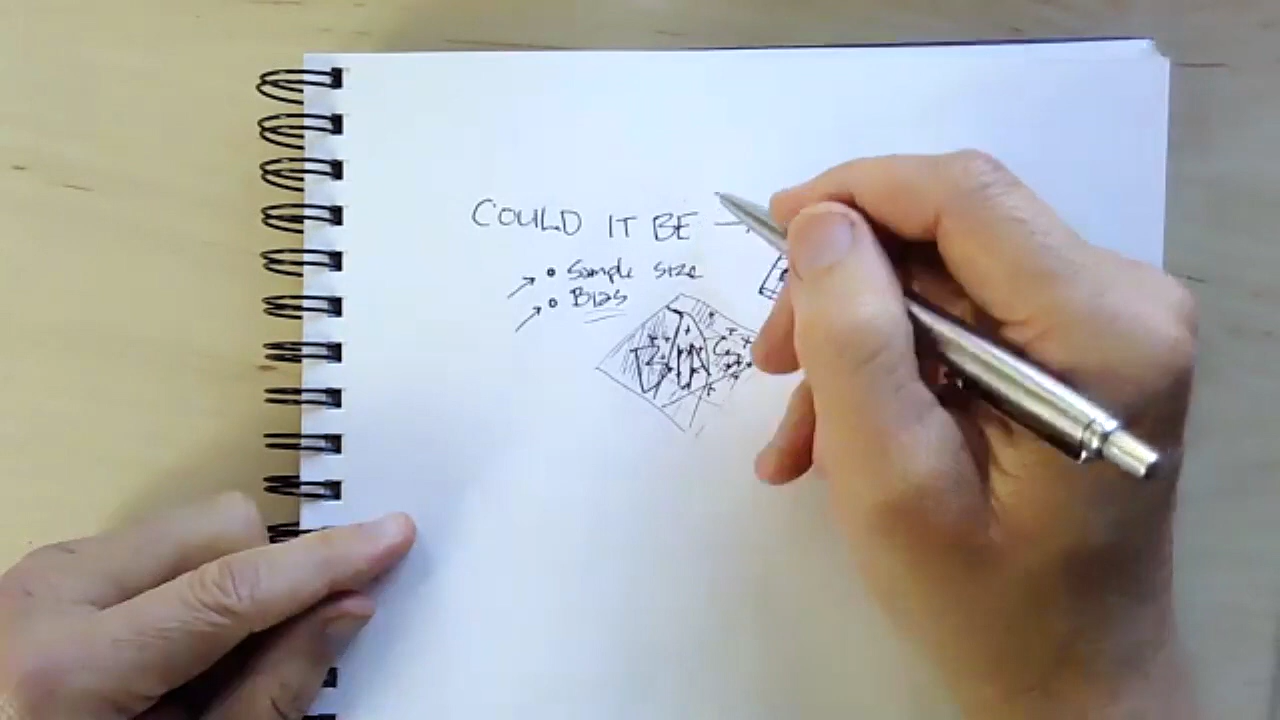 COULD IT BE →
• Sample size
• Bias